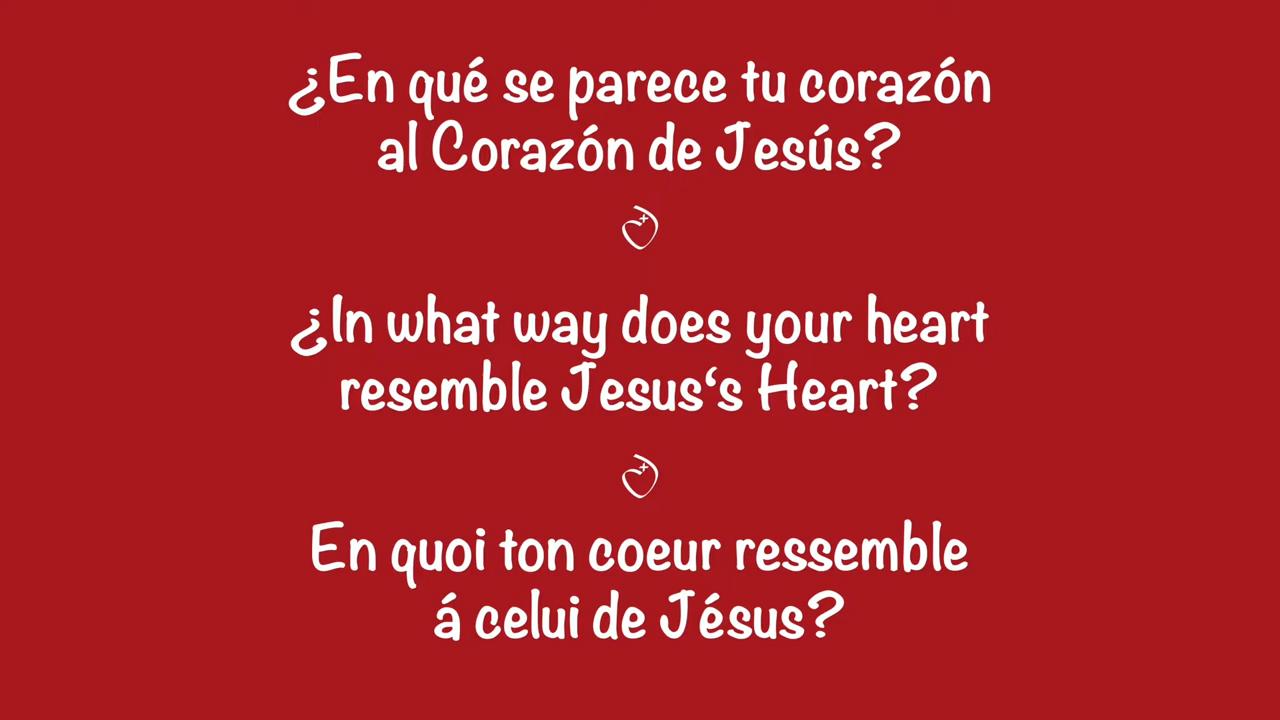 ¿En qué se parece tu corazón
al Corazón de Jesús?
¿In what way does your heart
resemble Jesus‘s Heart?
En quoi ton coeur ressemble
á celui de Jésus?